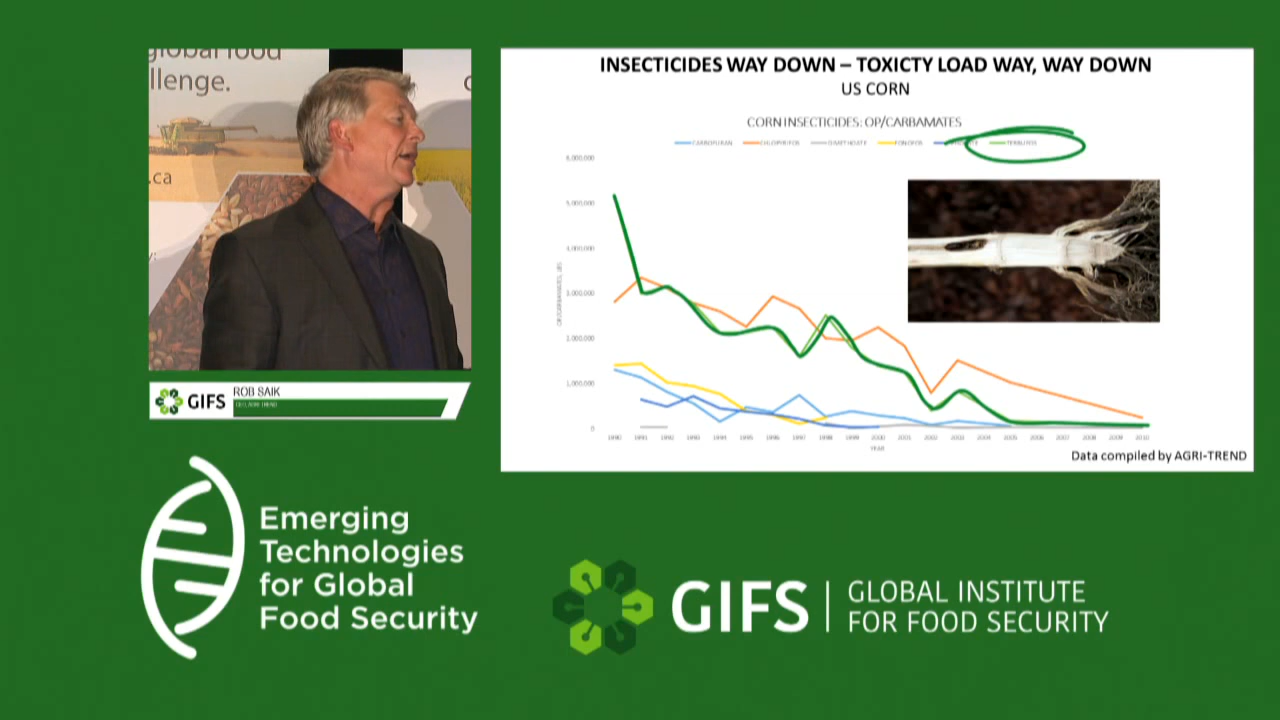 global food
llenge.
.ca
ROB SAIK
GIFS
INSECTICIDES WAY DOWN – TOXICTY LOAD WAY, WAY DOWN
US CORN
CORN INSECTICIDES: OP/CARBAMATES
CARBOFURAN CHLOPYRIFOS DIMETHOATE FONOFOS TERBUFOS
6,000,000
5,000,000
4,000,000
3,000,000
2,000,000
1,000,000
0
1990 1991 1992 1993 1994 1995 1996 1997 1998 1999 2000 2001 2002 2003 2004 2005 2006 2007 2008 2009 2010
YEAR
Data compiled by AGRI-TREND
Emerging
Technologies
for Global
Food Security
GIFS
GLOBAL INSTITUTE
FOR FOOD SECURITY